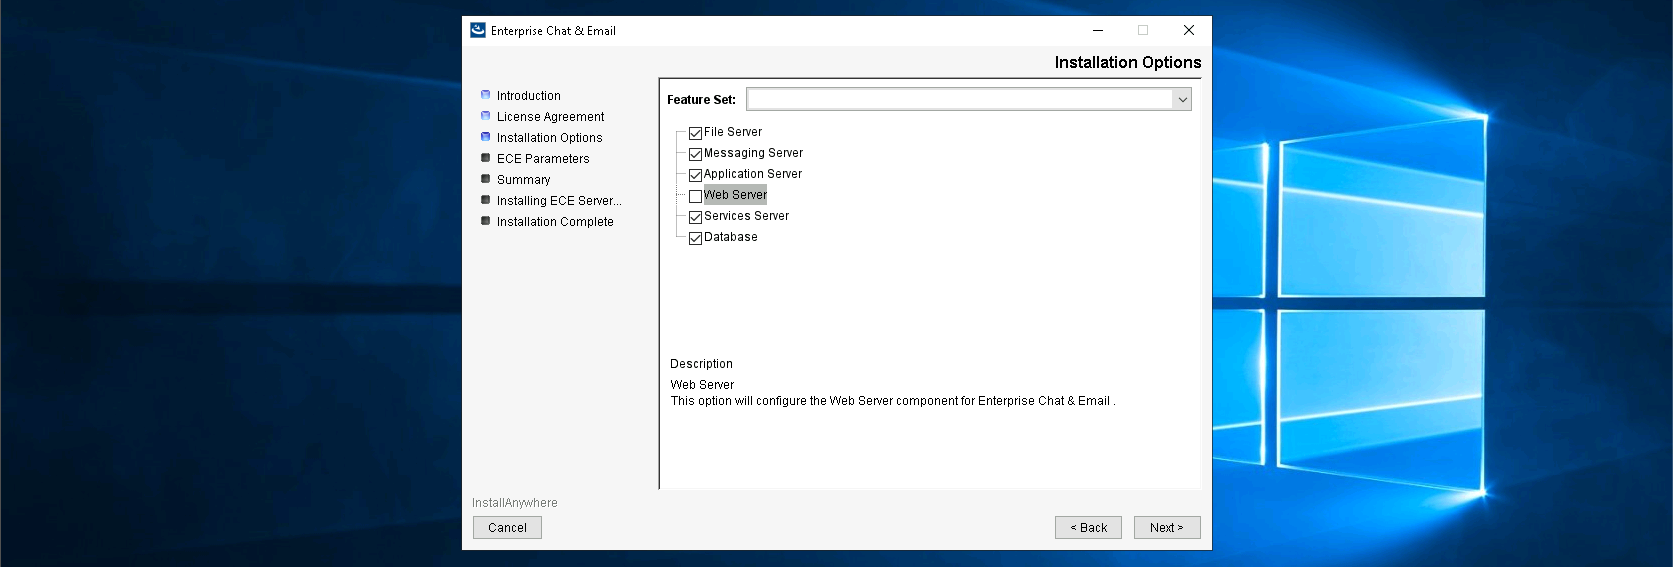 Enterprise Chat & Email
Installation Options
Introduction
License Agreement
Installation Options
ECE Parameters
Summary
Installing ECE Server...
Installation Complete
Feature Set:
File Server
Messaging Server
Application Server
Web Server
Services Server
Database
Description
Web Server
This option will configure the Web Server component for Enterprise Chat & Email .
InstallAnywhere
Cancel
< Back
Next >